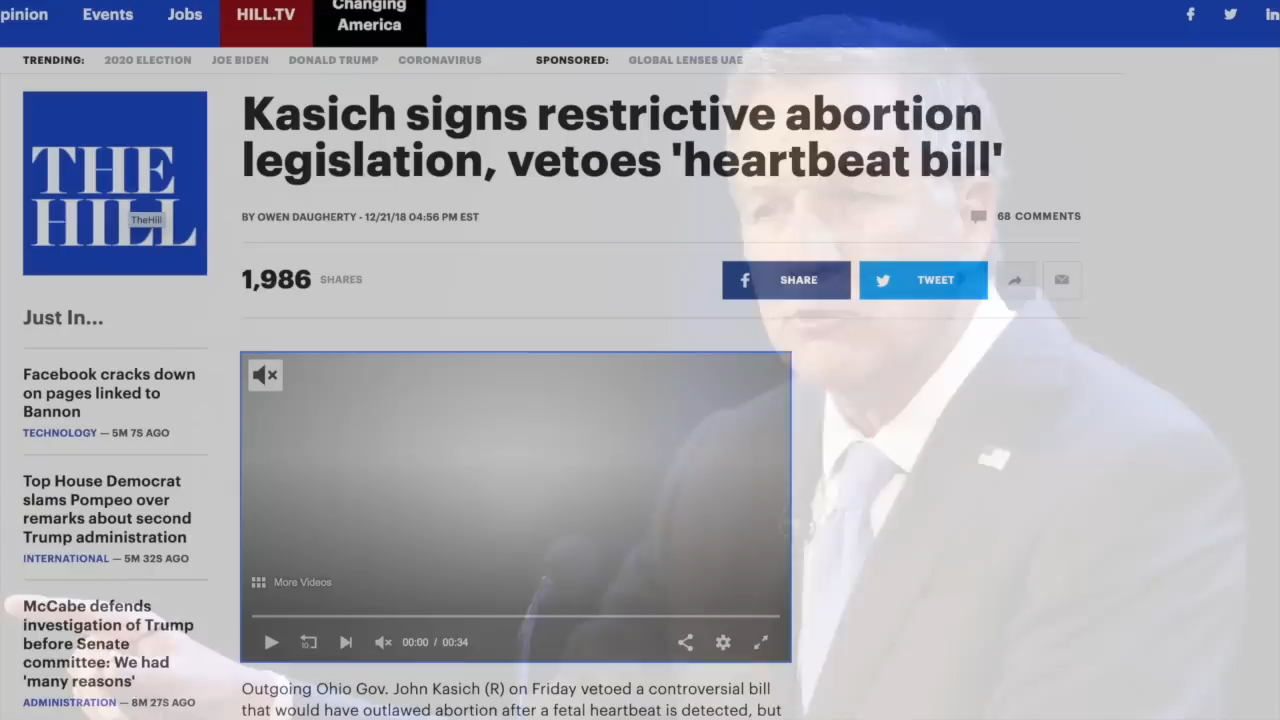 pinion Events Jobs HILL.TV Changing
America
in
TRENDING: 2020 ELECTION JOE BIDEN DONALD TRUMP CORONAVIRUS SPONSORED: GLOBAL LENSES UAE
THE
HILL
TheHill
Kasich signs restrictive abortion
legislation, vetoes 'heartbeat bill'
BY OWEN DAUGHERTY - 12/21/18 04:56 PM EST
68 COMMENTS
1,986 SHARES
SHARE
TWEET
Just In...
Facebook cracks down
on pages linked to
Bannon
TECHNOLOGY — 5M 7S AGO
Top House Democrat
slams Pompeo over
remarks about second
Trump administration
INTERNATIONAL — 5M 32S AGO
McCabe defends
investigation of Trump
before Senate
committee: We had
'many reasons'
ADMINISTRATION — 8M 27S AGO
More Videos
10
00:00 / 00:34
Outgoing Ohio Gov. John Kasich (R) on Friday vetoed a controversial bill
that would have outlawed abortion after a fetal heartbeat is detected, but